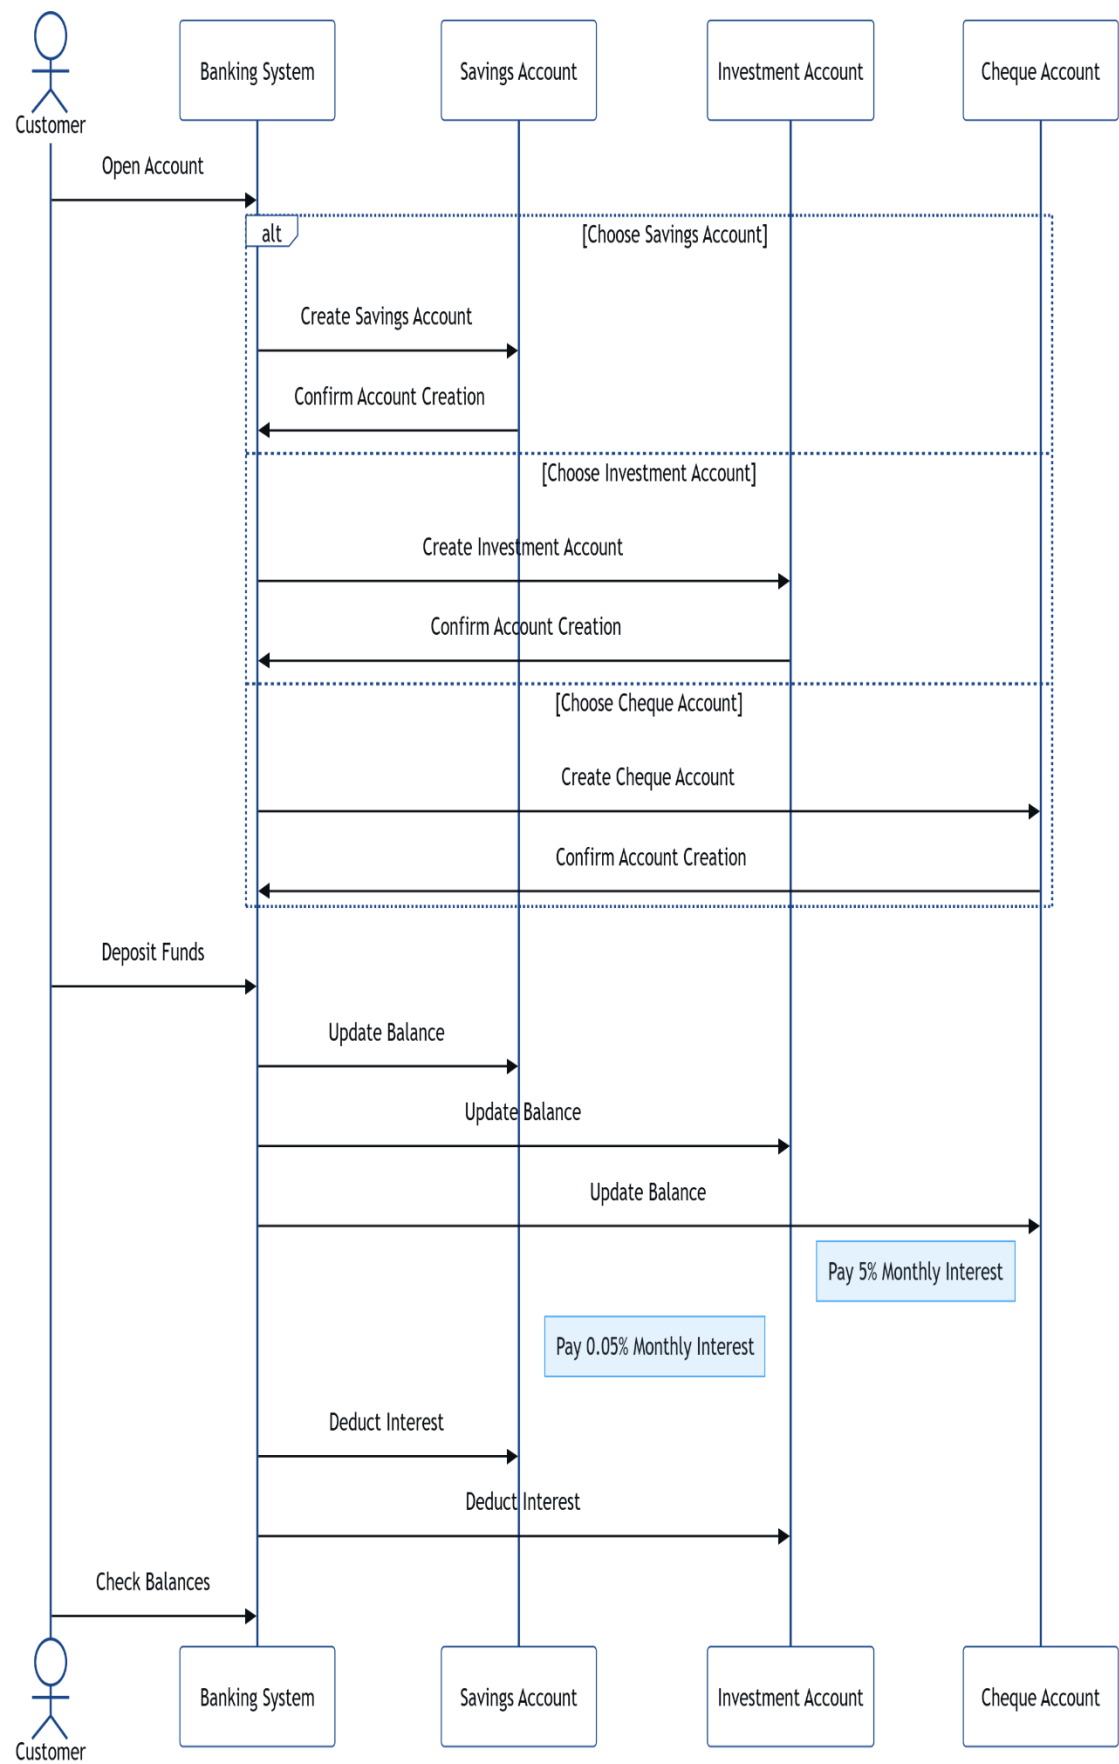 Customer
Banking System
Savings Account
Investment Account
Cheque Account
Open Account
alt
[Choose Savings Account]
Create Savings Account
Confirm Account Creation
[Choose Investment Account]
Create Investment Account
Confirm Account Creation
[Choose Cheque Account]
Create Cheque Account
Confirm Account Creation
Deposit Funds
Update Balance
Update Balance
Update Balance
Pay 5% Monthly Interest
Pay 0.05% Monthly Interest
Deduct Interest
Deduct Interest
Check Balances
Customer
Banking System
Savings Account
Investment Account
Cheque Account